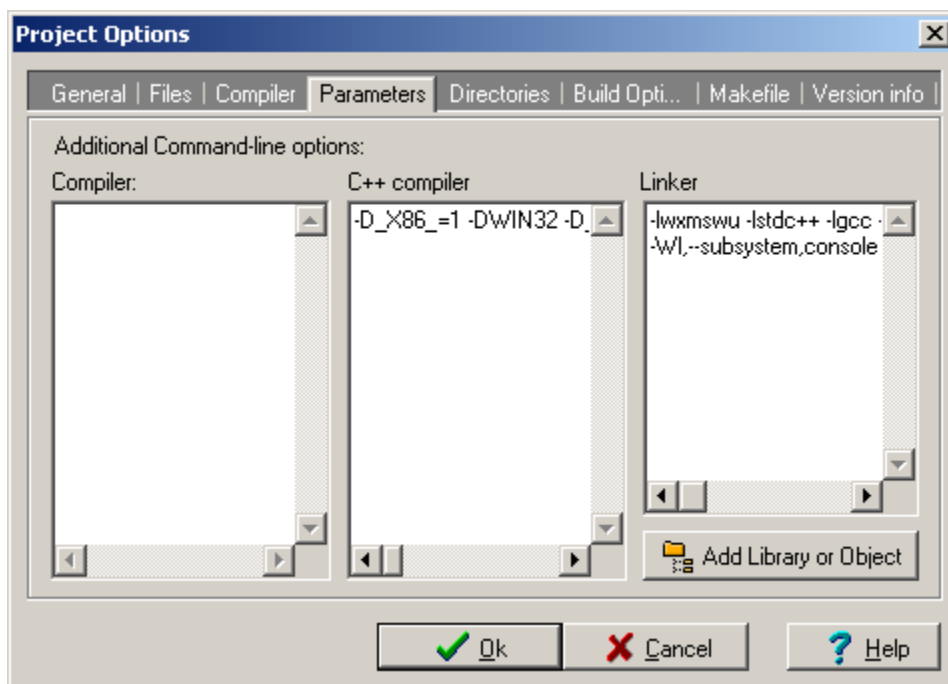 Project Options
General | Files | Compiler | Parameters | Directories | Build Opti... | Makefile | Version info |
Additional Command-line options:
Compiler: C++ compiler Linker
-D_X86_=1 -DWIN32 -D_ -lwxmswu -lstdc++ -lgcc -
-Wl,--subsystem,console
Add Library or Object
Ok Cancel Help